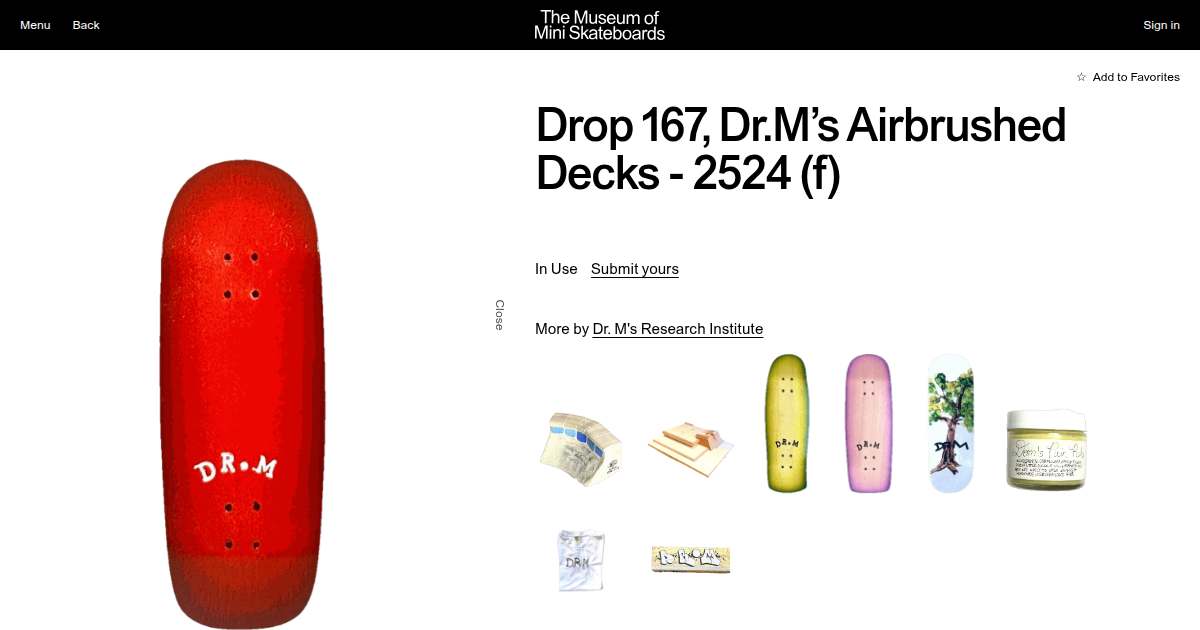 Menu
Back
The Museum of
Mini Skateboards
Sign in
☆ Add to Favorites
Drop 167, Dr.M’s Airbrushed
Decks - 2524 (f)
In Use Submit yours
Close
More by Dr. M's Research Institute
DR•M
DR•M
DR•M
DRM
DRM
DR.M